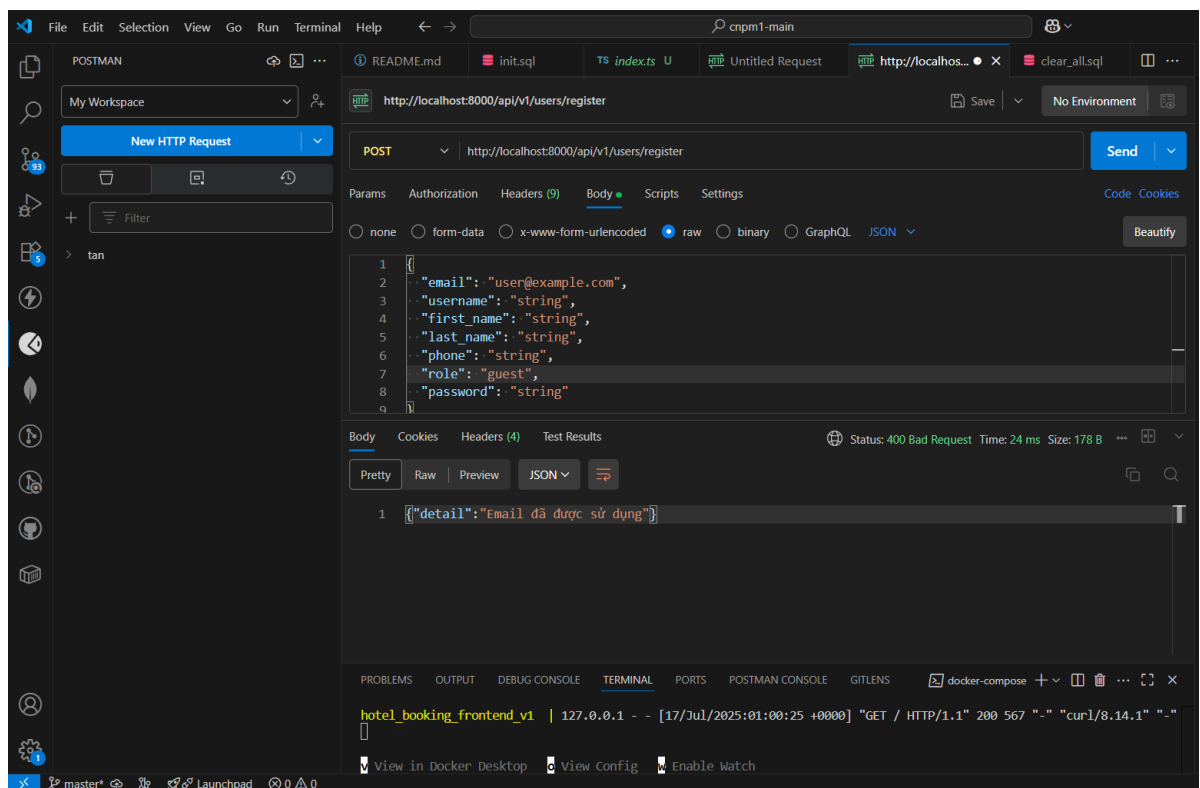 File Edit Selection View Go Run Terminal Help cnpm1-main
POSTMAN
README.md init.sql TS index.ts U HTTP Untitled Request HTTP http://localhos... clear_all.sql
My Workspace
HTTP http://localhost:8000/api/v1/users/register Save No Environment
New HTTP Request
POST http://localhost:8000/api/v1/users/register Send
Params Authorization Headers (9) Body Scripts Settings Code Cookies
Filter
none form-data x-www-form-urlencoded raw binary GraphQL JSON Beautify
tan
93
5
1 {
2 "email": "user@example.com",
3 "username": "string",
4 "first_name": "string",
5 "last_name": "string",
6 "phone": "string",
7 "role": "guest",
8 "password": "string"
9 }
Body Cookies Headers (4) Test Results Status: 400 Bad Request Time: 24 ms Size: 178 B
Pretty Raw Preview JSON
1 {"detail":"Email đã được sử dụng"}
PROBLEMS OUTPUT DEBUG CONSOLE TERMINAL PORTS POSTMAN CONSOLE GITLENS docker-compose
hotel_booking_frontend_v1 | 127.0.0.1 - - [17/Jul/2025:01:00:25 +0000] "GET / HTTP/1.1" 200 567 "-" "curl/8.14.1" "-"
v View in Docker Desktop o View Config w Enable Watch
1
master* Launchpad 0 0